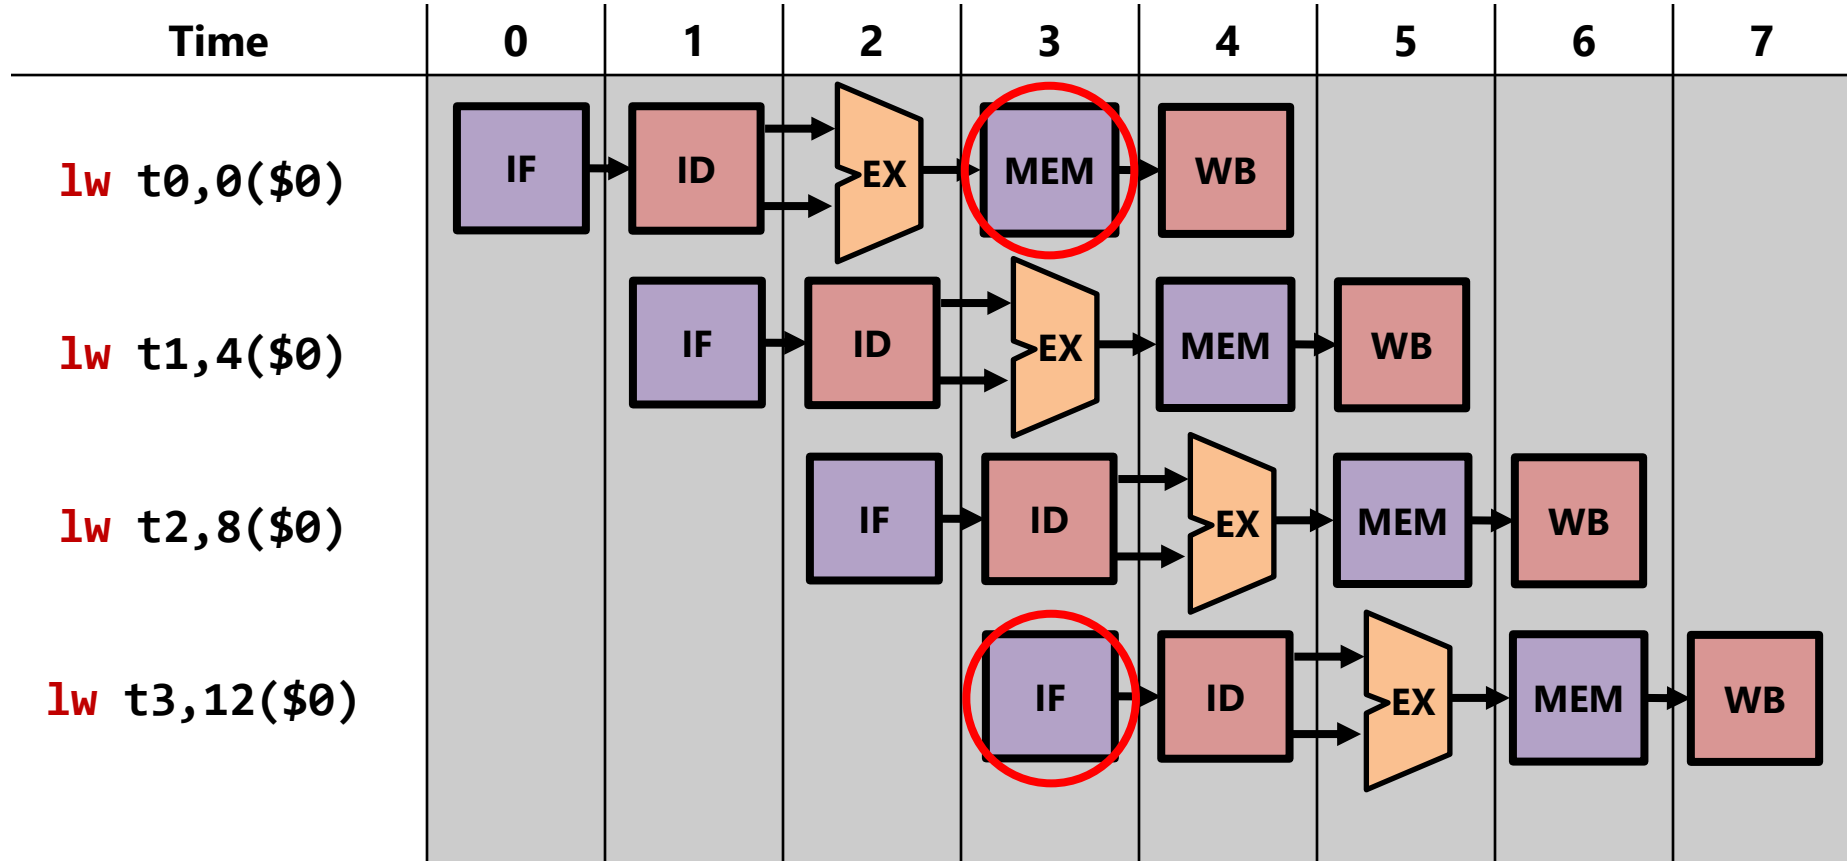 Time 0 1 2 3 4 5 6 7
lw t0,0($0) IF ID EX MEM WB
lw t1,4($0) IF ID EX MEM WB
lw t2,8($0) IF ID EX MEM WB
lw t3,12($0) IF ID EX MEM WB